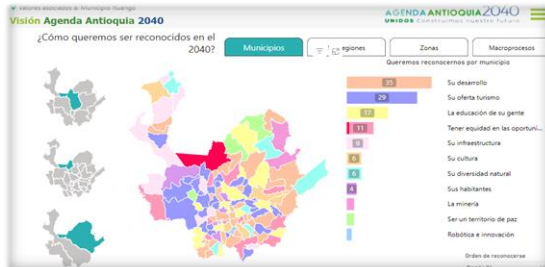 Valores asociados a: Municipio Ituango
Visión Agenda Antioquia 2040
AGENDA ANTIOQUIA 2040
UNIDOS Construimos nuestro futuro
¿Cómo queremos ser reconocidos en el
2040?
Municipios
egiones
Zonas
Macroprocesos
Queremos reconocernos por municipio
35 Su desarrollo
29 Su oferta turismo
17 La educación de su gente
11 Tener equidad en las oportuni...
Su infraestructura
6 Su cultura
6 Su diversidad natural
4 Sus habitantes
La minería
Ser un territorio de paz
Robótica e innovación
Orden de reconocerse